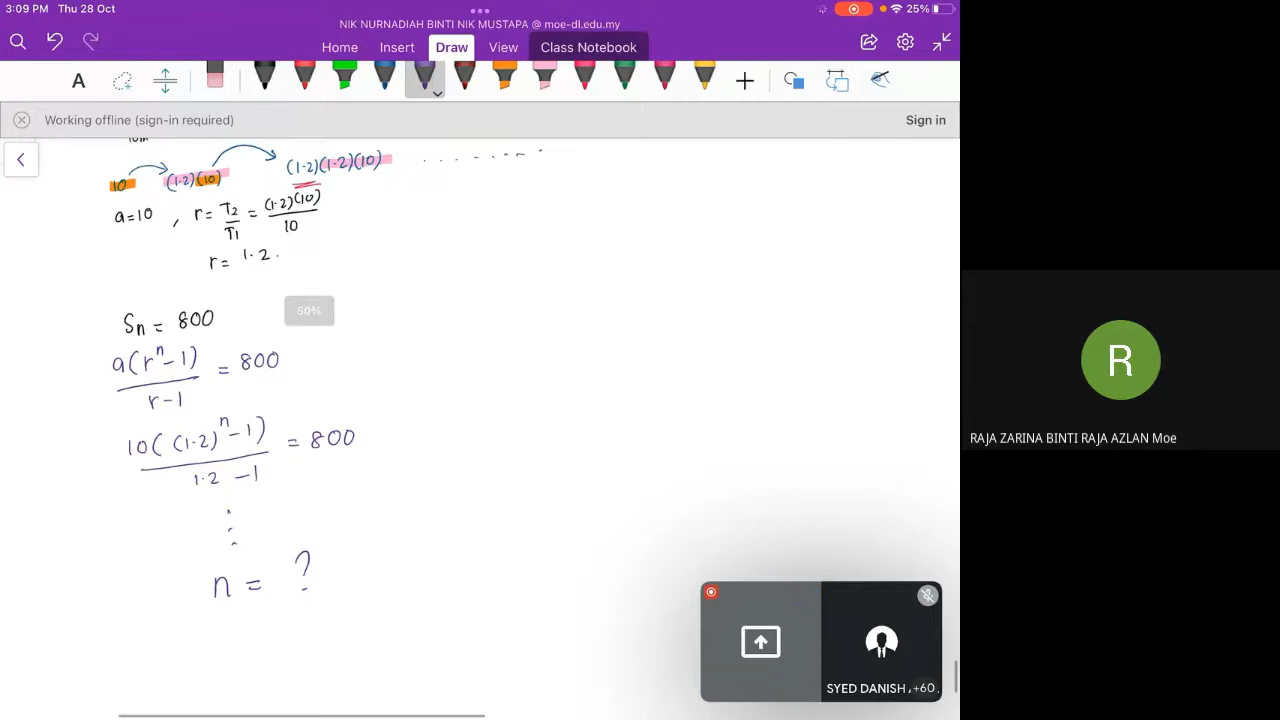 3:09 PM Thu 28 Oct
25%
NIK NURNADIAH BINTI NIK MUSTAPA @ moe-dl.edu.my
Home Insert Draw View Class Notebook
A
Working offline (sign-in required) Sign in
10 (1·2)(10) (1·2)(1·2)(10) . . . . . .
a=10 , r = T2/T1 = (1·2)(10)/10
r = 1·2 .
60%
Sn = 800
a(r^n − 1)/r − 1 = 800
10((1·2)^n − 1)/1·2 − 1 = 800
n = ?
R
RAJA ZARINA BINTI RAJA AZLAN Moe
SYED DANISH , +60